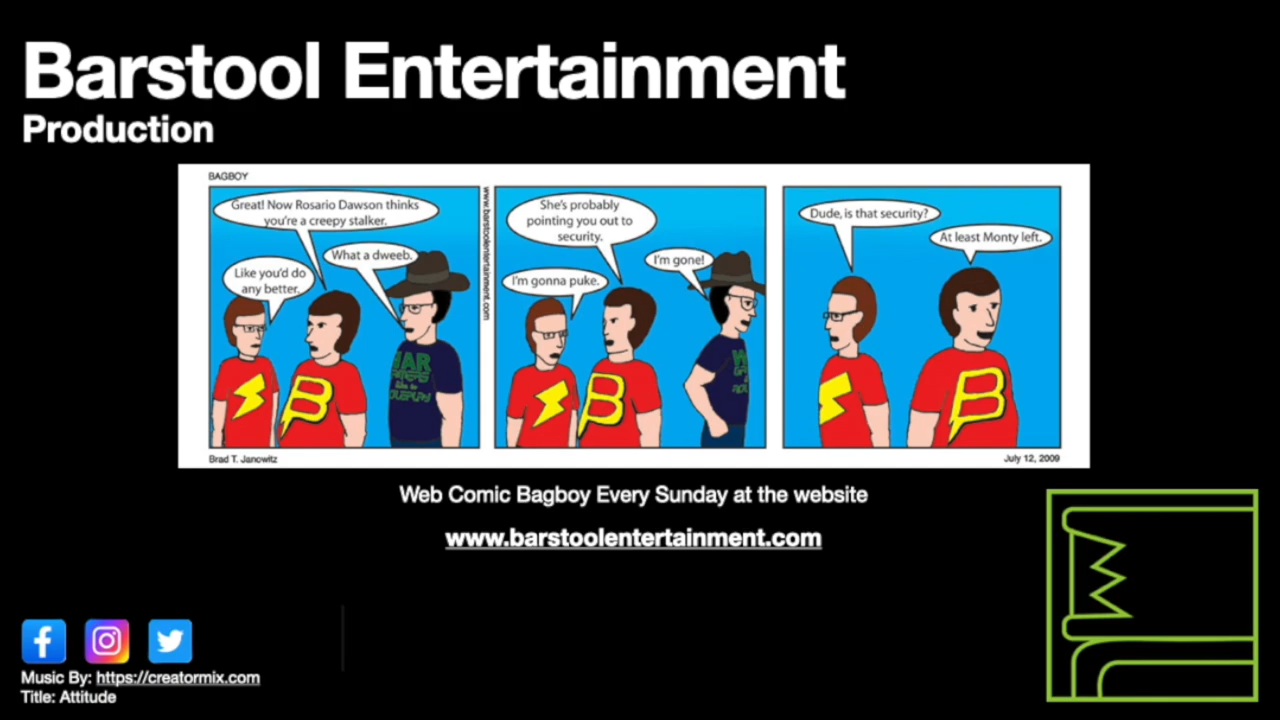 Barstool Entertainment
Production
BAGBOY
Great! Now Rosario Dawson thinks
you're a creepy stalker.
What a dweeb.
Like you'd do
any better.
www.barstoolentertainment.com
She's probably
pointing you out to
security.
I'm gonna puke.
I'm gone!
Dude, is that security?
At least Monty left.
B
B
B
Brad T. Janowitz
July 12, 2009
Web Comic Bagboy Every Sunday at the website
www.barstoolentertainment.com
Music By: https://creatormix.com
Title: Attitude